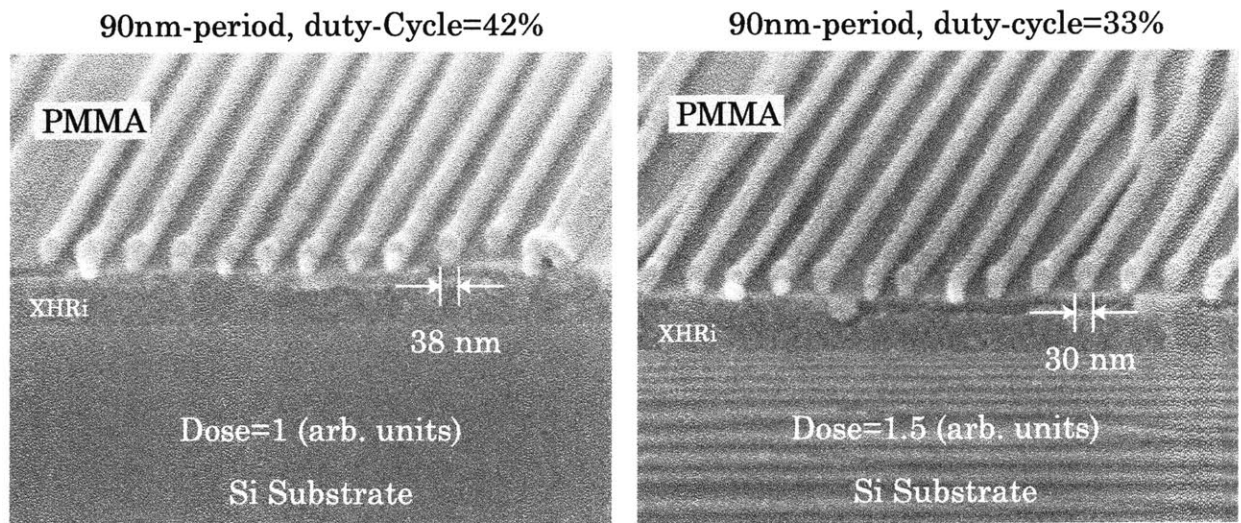 90nm-period, duty-Cycle=42%
PMMA
XHRi
38 nm
Dose=1 (arb. units)
Si Substrate
90nm-period, duty-cycle=33%
PMMA
XHRi
30 nm
Dose=1.5 (arb. units)
Si Substrate